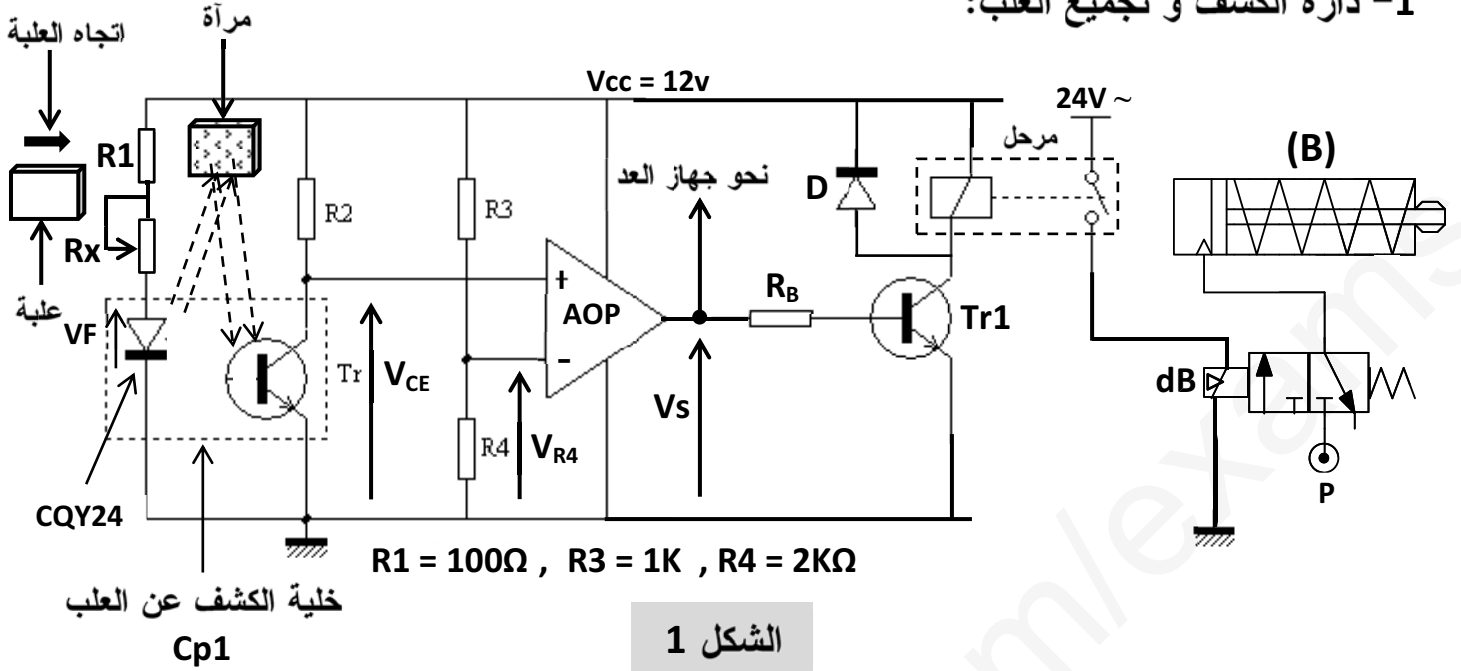 1- دارة الكشف و تجميع العلب:
مرآة
اتجاه العلبة
Vcc = 12v
24V ~
مرحل
(B)
R1
نحو جهاز العد
D
R2
R3
Rx
علبة
+
AOP
-
RB
Tr1
VF
Tr
VCE
Vs
dB
R4
VR4
P
CQY24
R1 = 100Ω , R3 = 1K , R4 = 2KΩ
خلية الكشف عن العلب
Cp1
الشكل 1
m/exams